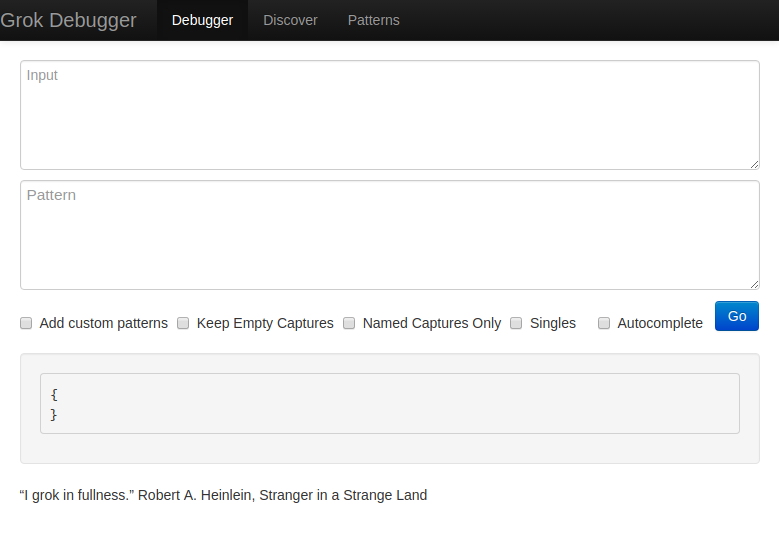 Grok Debugger Debugger Discover Patterns
Input
Pattern
Add custom patterns Keep Empty Captures Named Captures Only Singles Autocomplete Go
{
}
“I grok in fullness.” Robert A. Heinlein, Stranger in a Strange Land